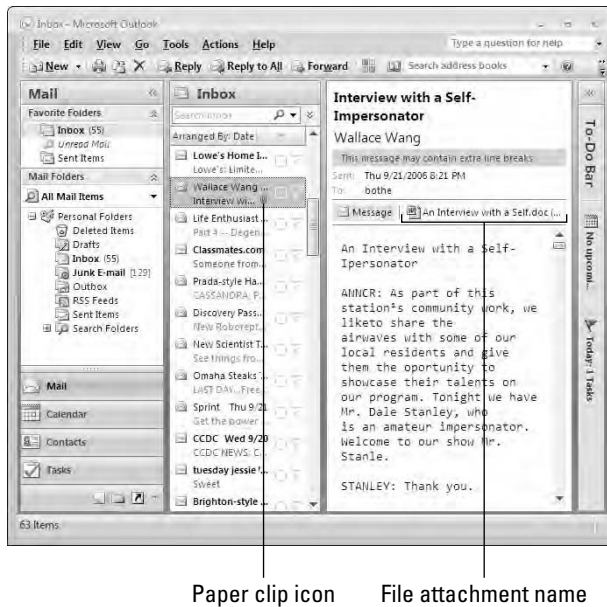 Inbox - Microsoft Outlook
File Edit View Go Tools Actions Help
Type a question for help
New Reply Reply to All Forward Search address books
Mail
Favorite Folders
Inbox (55)
Unread Mail
Sent Items
Mail Folders
All Mail Items
Personal Folders
Deleted Items
Drafts
Inbox (55)
Junk E-mail [129]
Outbox
RSS Feeds
Sent Items
Search Folders
Mail
Calendar
Contacts
Tasks
63 Items
Inbox
Search Inbox
Arranged By: Date
Lowe's Home I...
Lowe's: Limite...
Wallace Wang ...
Interview wi...
Life Enthusiast ...
Part 4 -- Degen...
Classmates.com
Someone from...
Prada-style Ha...
CASSANDRA, P...
Discovery Pass...
New Roborept...
New Scientist T...
See things fro...
Omaha Steaks ...
LAST DAY...Free...
Sprint Thu 9/21
Get the power ...
CCDC Wed 9/20
CCDC NEWS: C...
tuesday jessie '...
Sweet
Brighton-style ...
Interview with a Self-
Impersonator
Wallace Wang
This message may contain extra line breaks.
Sent: Thu 9/21/2006 8:21 PM
To: bothe
Message An Interview with a Self.doc (...
An Interview with a Self-
Ipersonator
ANNCR: As part of this
station's community work, we
liketo share the
airwaves with some of our
local residents and give
them the oportunity to
showcase their talents on
our program. Tonight we have
Mr. Dale Stanley, who
is an amateur impersonator.
Welcome to our show Mr.
Stanle.
STANLEY: Thank you.
To-Do Bar
No upcomi...
Today: 1 Tasks
Paper clip icon
File attachment name